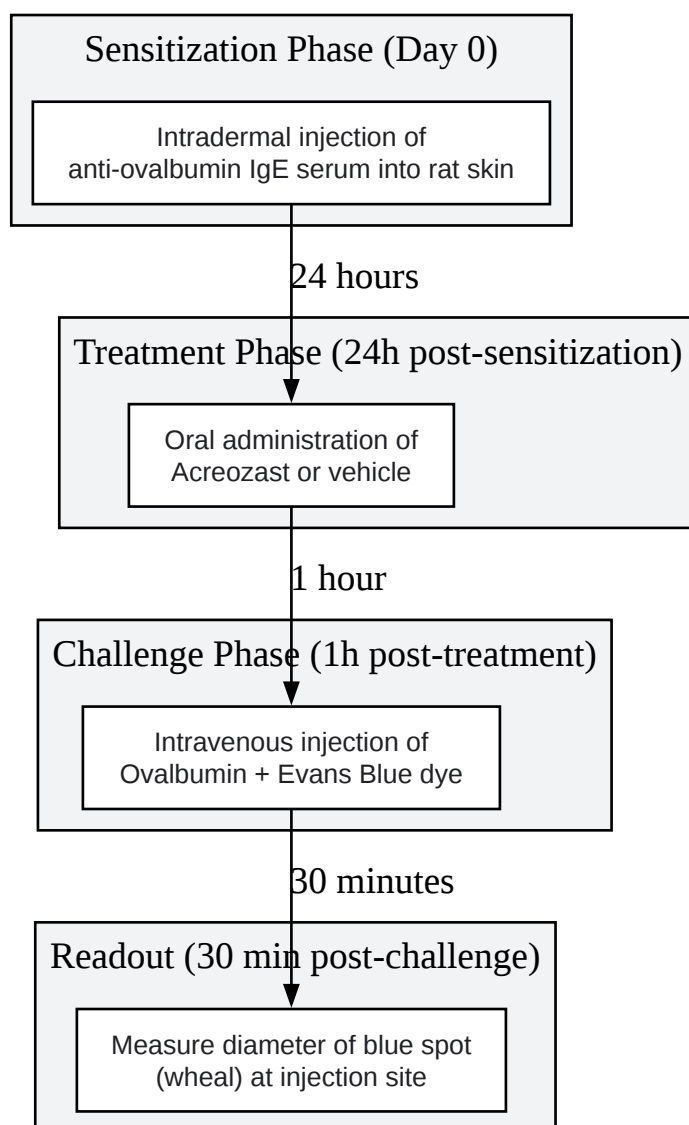 Sensitization Phase (Day 0)
Intradermal injection of
anti-ovalbumin IgE serum into rat skin
24 hours
Treatment Phase (24h post-sensitization)
Oral administration of
Acreozast or vehicle
1 hour
Challenge Phase (1h post-treatment)
Intravenous injection of
Ovalbumin + Evans Blue dye
30 minutes
Readout (30 min post-challenge)
Measure diameter of blue spot
(wheal) at injection site